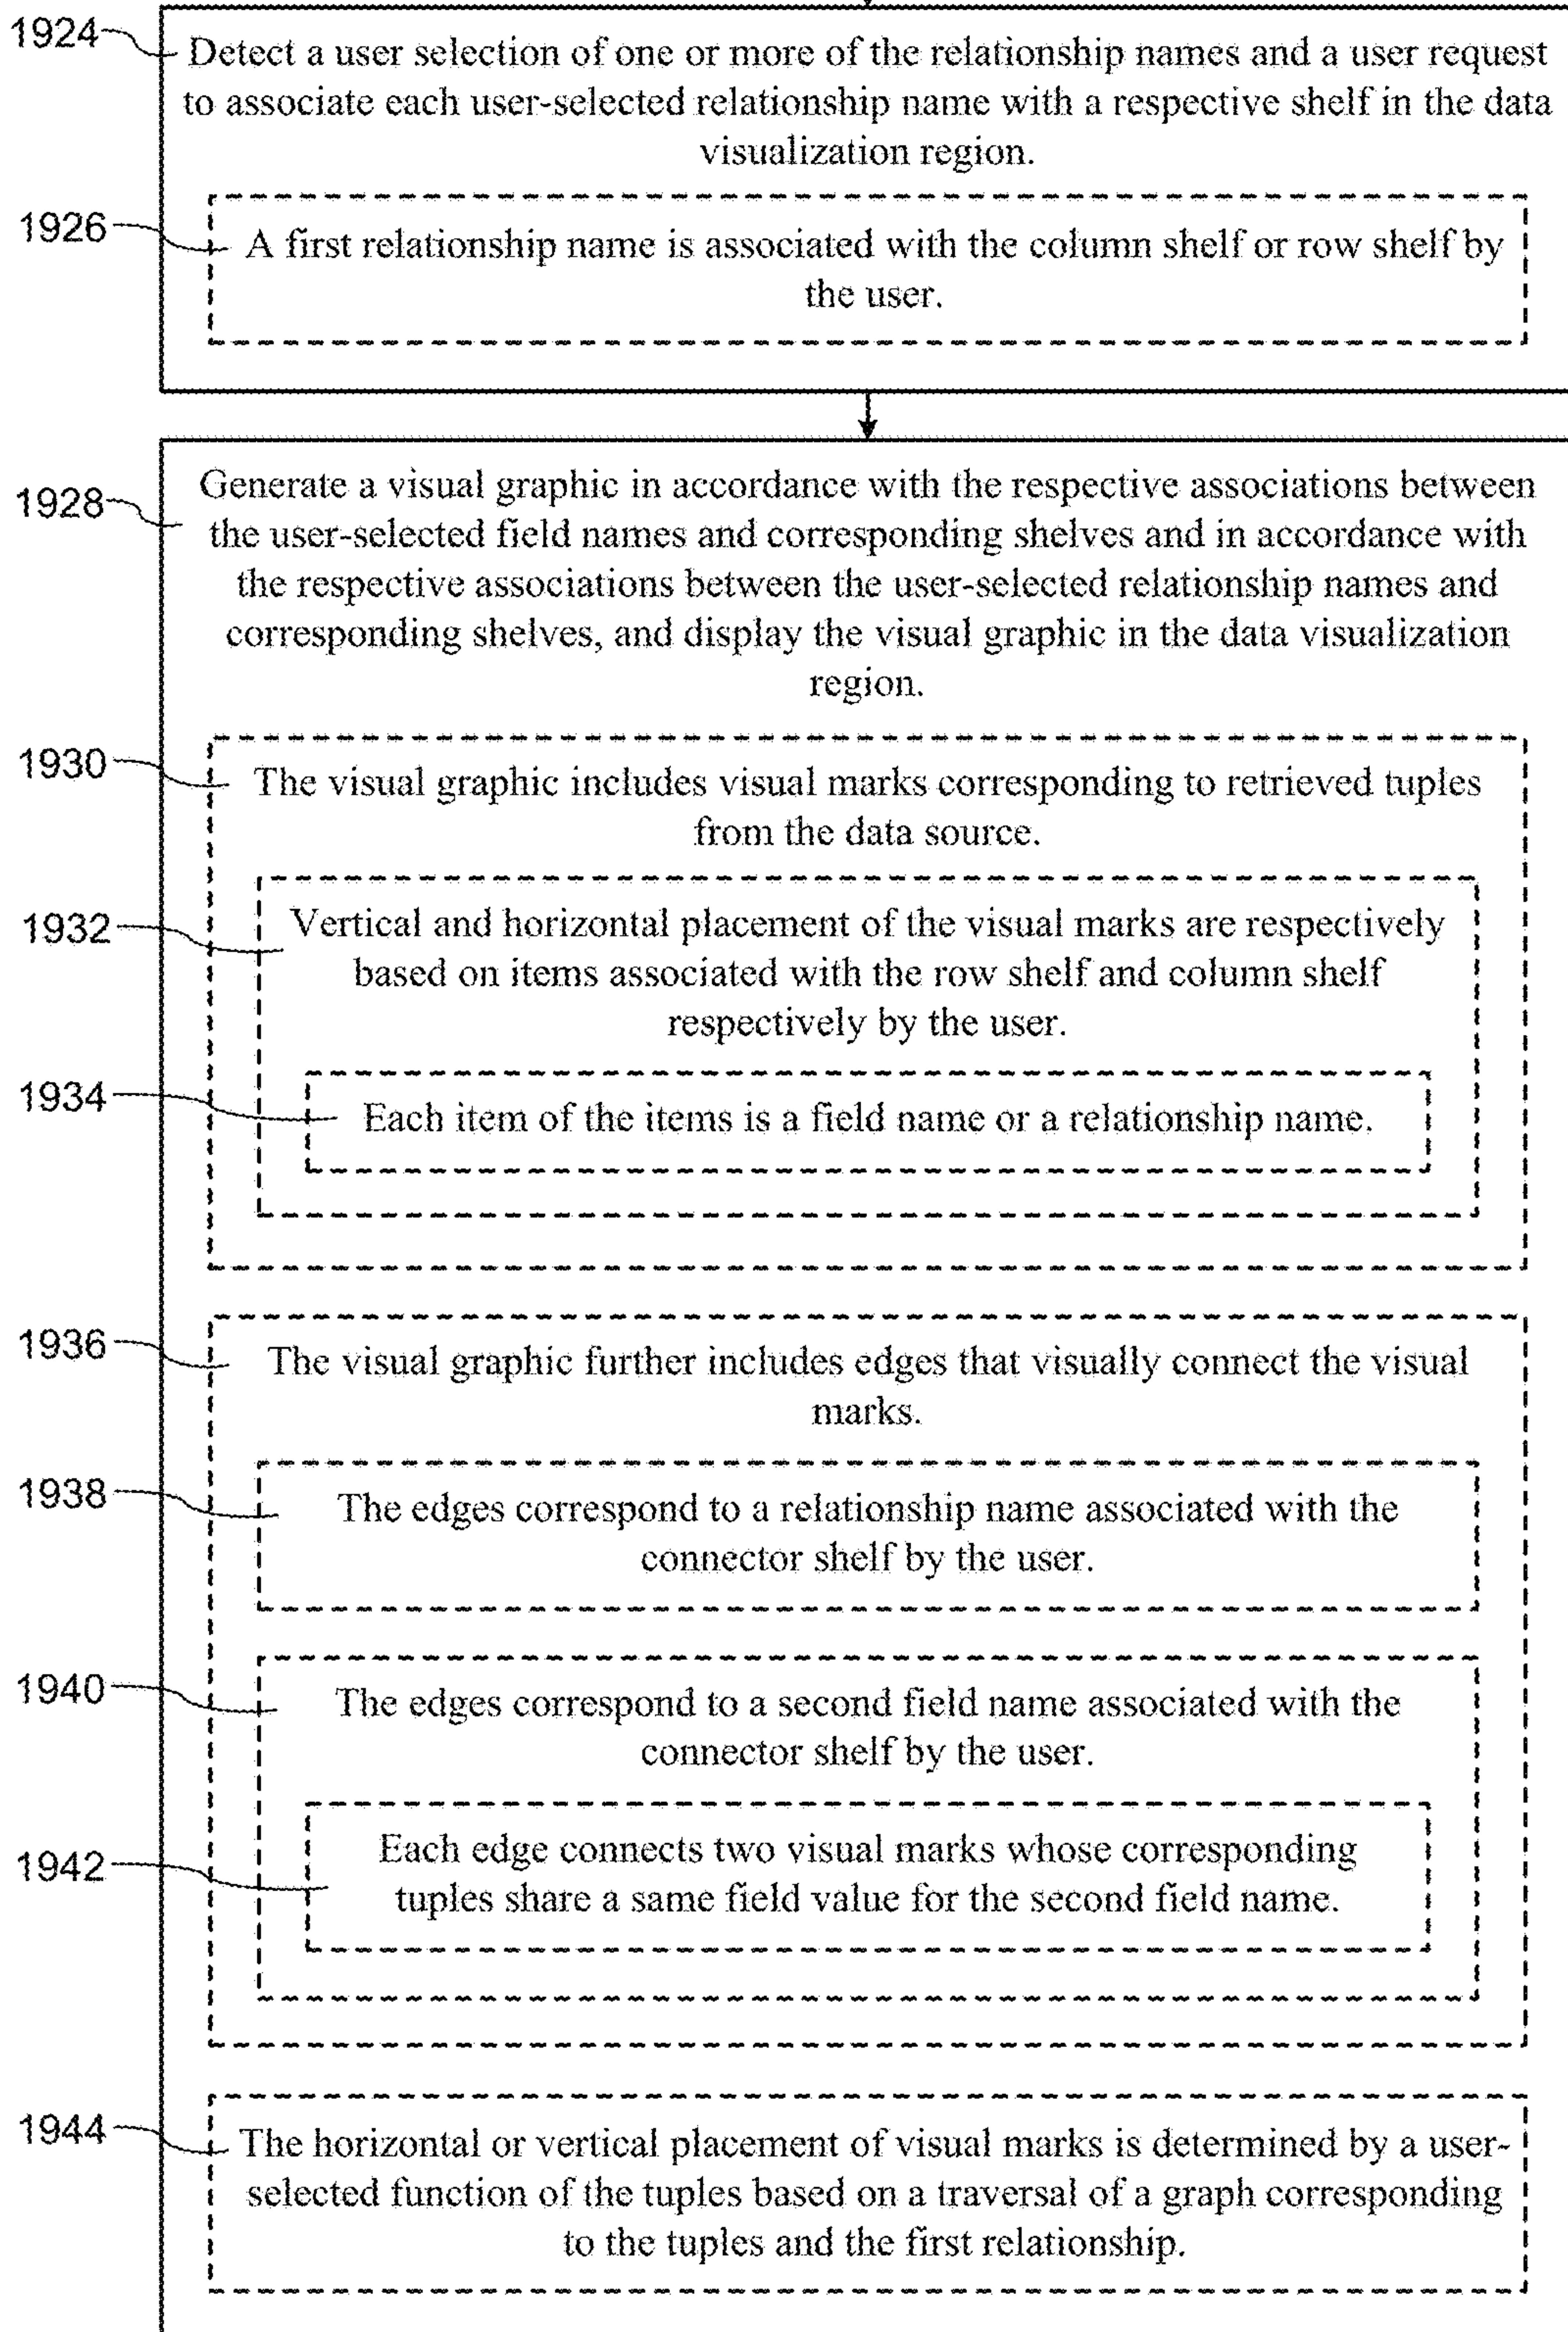 1924
Detect a user selection of one or more of the relationship names and a user request
to associate each user-selected relationship name with a respective shelf in the data
visualization region.
1926
A first relationship name is associated with the column shelf or row shelf by
the user.
1928
Generate a visual graphic in accordance with the respective associations between
the user-selected field names and corresponding shelves and in accordance with
the respective associations between the user-selected relationship names and
corresponding shelves, and display the visual graphic in the data visualization
region.
1930
The visual graphic includes visual marks corresponding to retrieved tuples
from the data source.
1932
Vertical and horizontal placement of the visual marks are respectively
based on items associated with the row shelf and column shelf
respectively by the user.
1934
Each item of the items is a field name or a relationship name.
1936
The visual graphic further includes edges that visually connect the visual
marks.
1938
The edges correspond to a relationship name associated with the
connector shelf by the user.
1940
The edges correspond to a second field name associated with the
connector shelf by the user.
1942
Each edge connects two visual marks whose corresponding
tuples share a same field value for the second field name.
1944
The horizontal or vertical placement of visual marks is determined by a user-
selected function of the tuples based on a traversal of a graph corresponding
to the tuples and the first relationship.